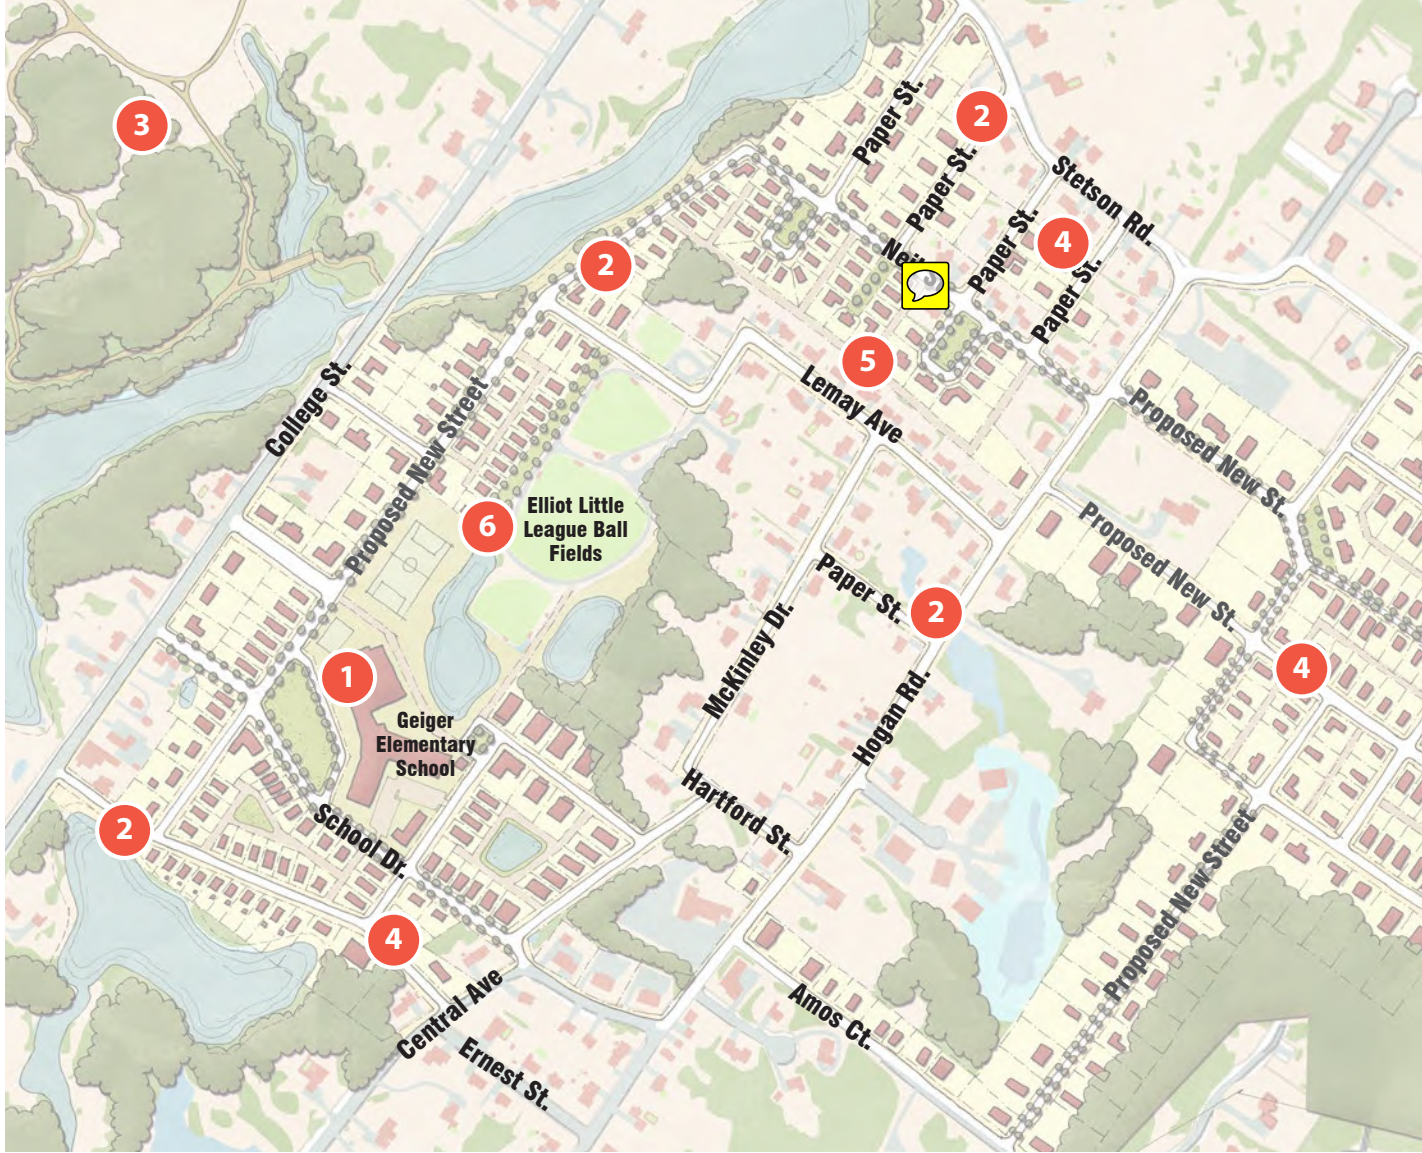 3
Paper St.
2
Paper St.
Stetson Rd.
4
Paper St.
Paper St.
2
5
Lemay Ave
College St.
Proposed New Street
Proposed New St.
Proposed New St.
6
Elliot Little
League Ball
Fields
Paper St.
2
McKinley Dr.
Hogan Rd.
4
1
Geiger
Elementary
School
Hartford St.
2
School Dr.
4
Central Ave
Ernest St.
Amos Ct.
Proposed New Street